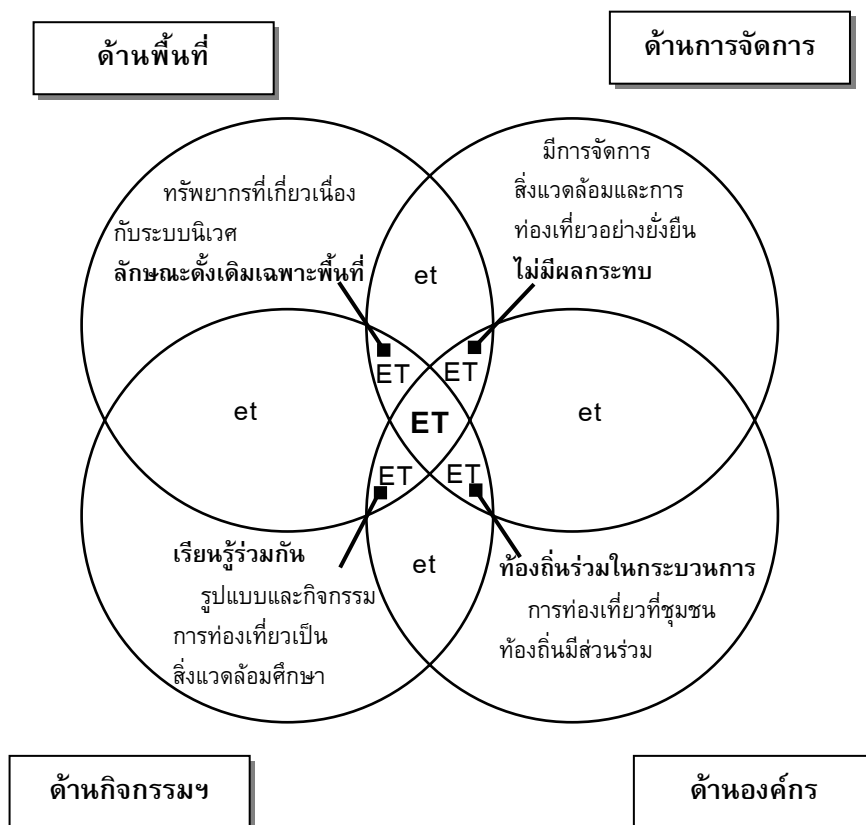 ด้านพื้นที่
ด้านการจัดการ
ทรัพยากรที่เกี่ยวเนื่อง
กับระบบนิเวศ
ลักษณะดั้งเดิมเฉพาะพื้นที่
มีการจัดการ
สิ่งแวดล้อมและการ
ท่องเที่ยวอย่างยั่งยืน
ไม่มีผลกระทบ
et
ET
ET
et
ET
et
ET
ET
เรียนรู้ร่วมกัน
รูปแบบและกิจกรรม
การท่องเที่ยวเป็น
สิ่งแวดล้อมศึกษา
et
ท้องถิ่นร่วมในกระบวนการ
การท่องเที่ยวที่ชุมชน
ท้องถิ่นมีส่วนร่วม
ด้านกิจกรรมฯ
ด้านองค์กร